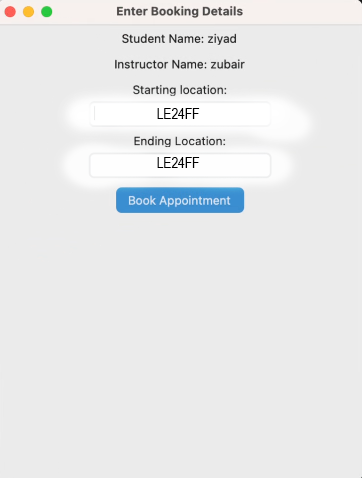 Enter Booking Details
Student Name: ziyad
Instructor Name: zubair
Starting location:
LE24FF
Ending Location:
LE24FF
Book Appointment